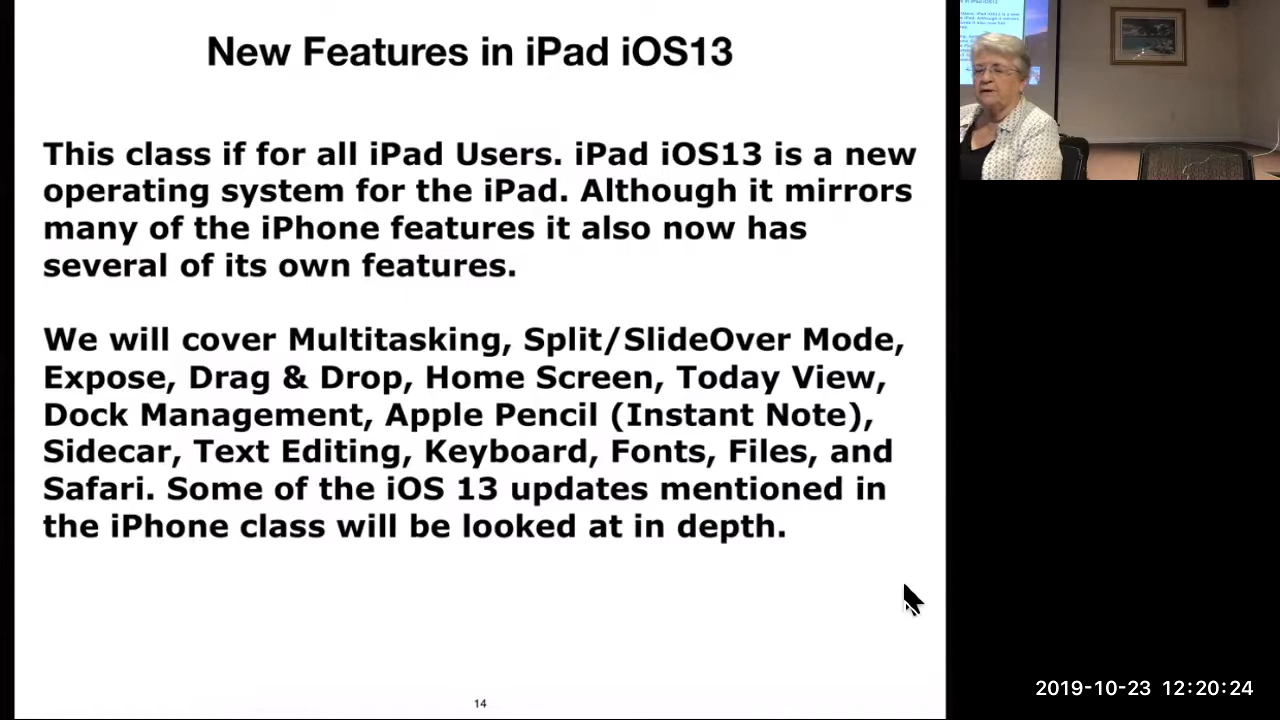 New Features in iPad iOS13
This class if for all iPad Users. iPad iOS13 is a new
operating system for the iPad. Although it mirrors
many of the iPhone features it also now has
several of its own features.
We will cover Multitasking, Split/SlideOver Mode,
Expose, Drag & Drop, Home Screen, Today View,
Dock Management, Apple Pencil (Instant Note),
Sidecar, Text Editing, Keyboard, Fonts, Files, and
Safari. Some of the iOS 13 updates mentioned in
the iPhone class will be looked at in depth.
14
2019-10-23 12:20:24